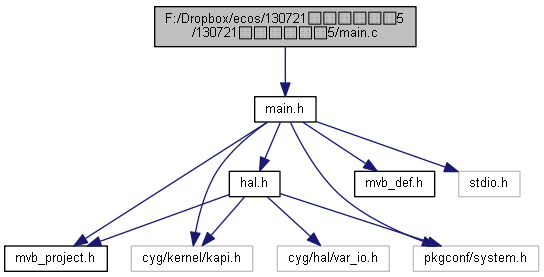 F:/Dropbox/ecos/130721□□□□□□5
/130721□□□□□□5/main.c
main.h
hal.h
mvb_def.h
stdio.h
mvb_project.h
cyg/kernel/kapi.h
cyg/hal/var_io.h
pkgconf/system.h